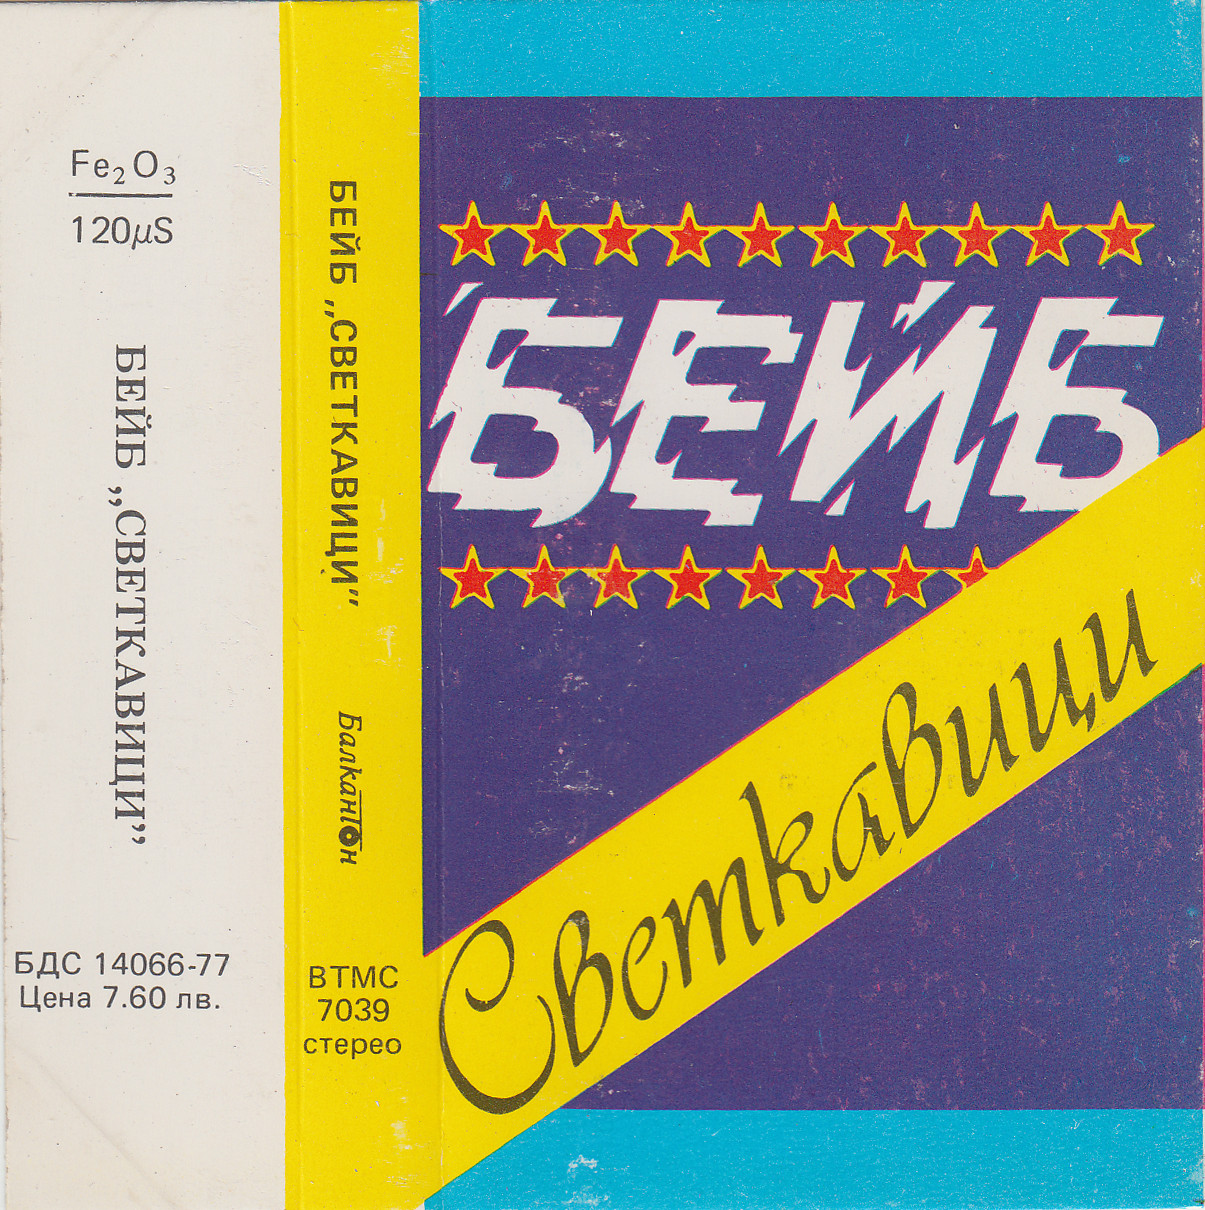 Fe₂O₃
120µS
БЕЙБ „СВЕТКАВИЦИ”
БДС 14066-77
Цена 7.60 лв.
БЕЙБ „СВЕТКАВИЦИ"
Балкантон
ВТМС
7039
стерео
БЕЙБ
Светкавици